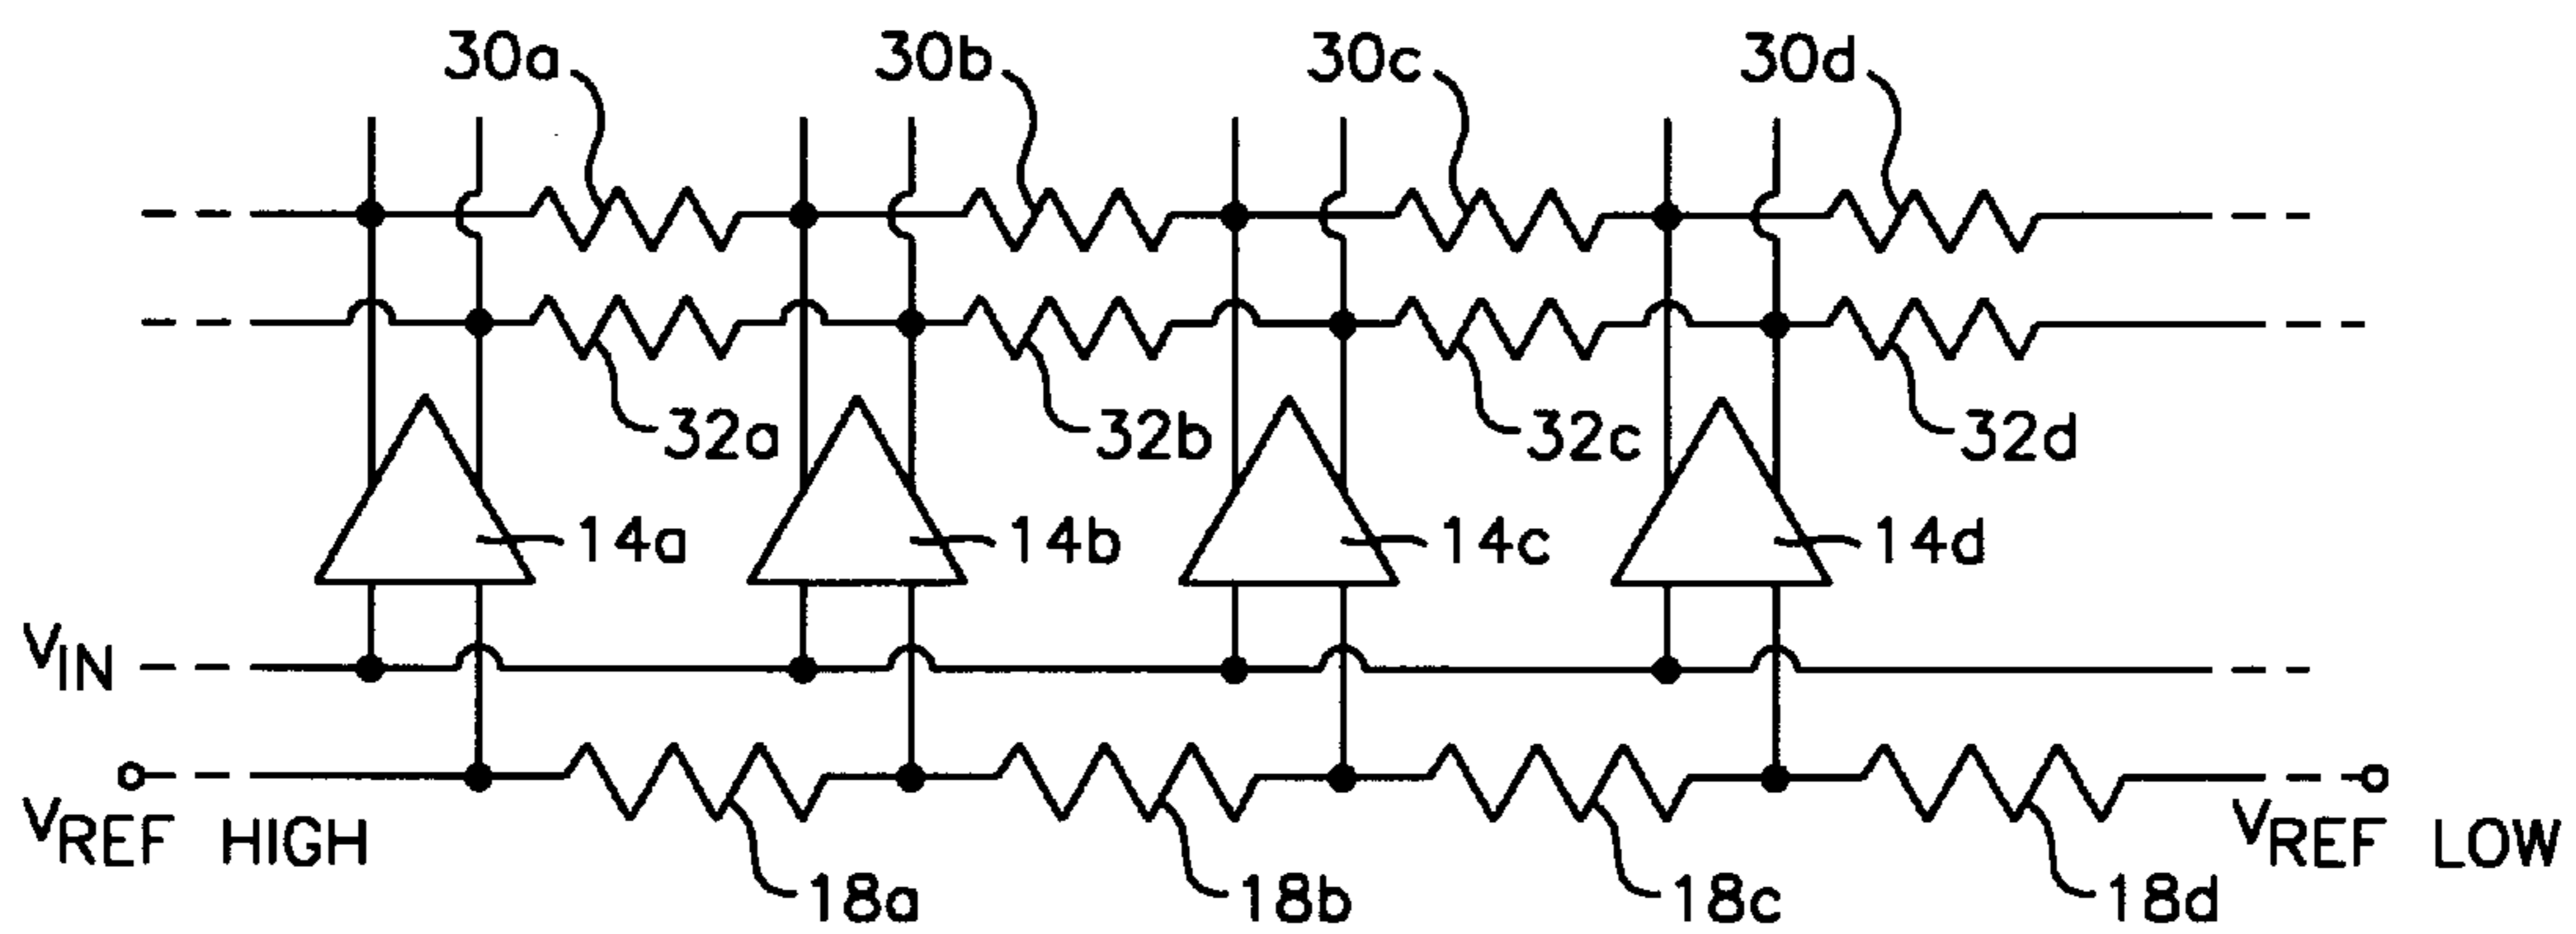 30a 30b 30c 30d
32a 32b 32c 32d
14a 14b 14c 14d
VIN
VREF HIGH VREF LOW
18a 18b 18c 18d